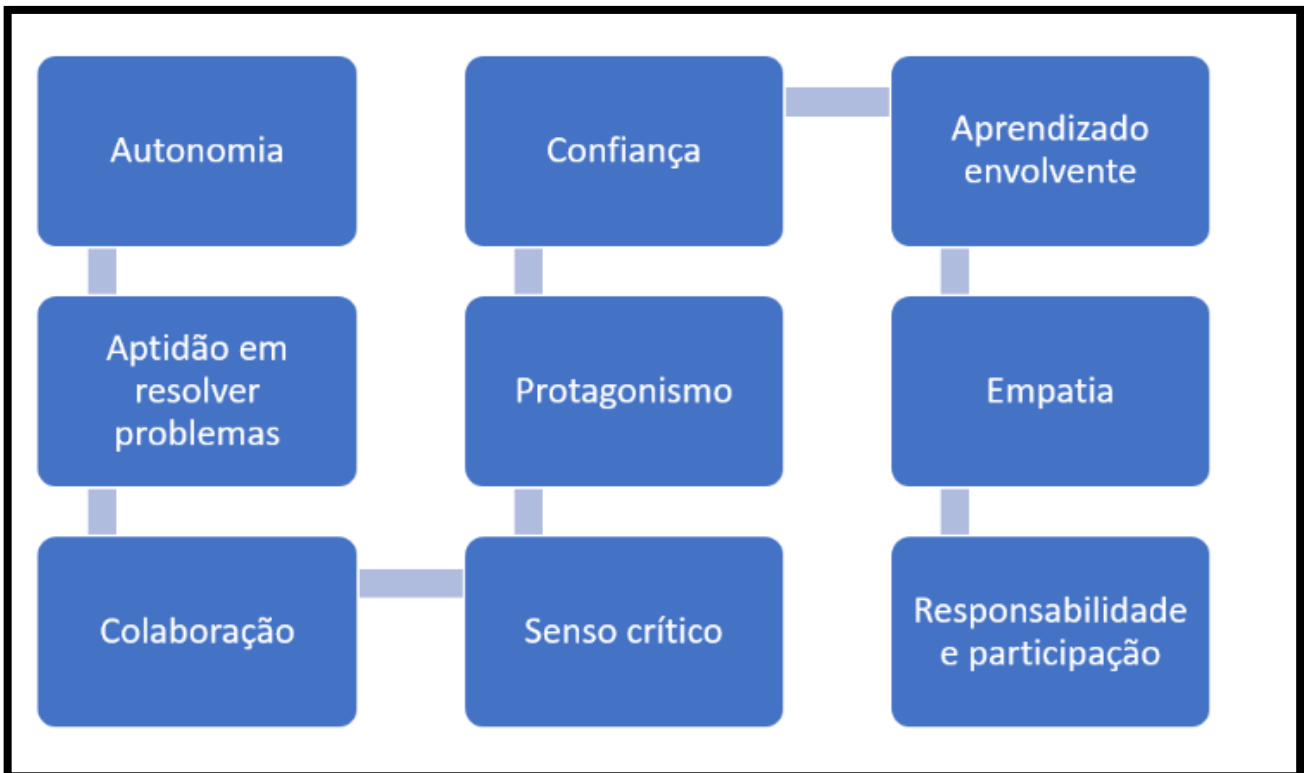 Autonomia
Aptidão em
resolver
problemas
Colaboração
Senso crítico
Protagonismo
Confiança
Aprendizado
envolvente
Empatia
Responsabilidade
e participação